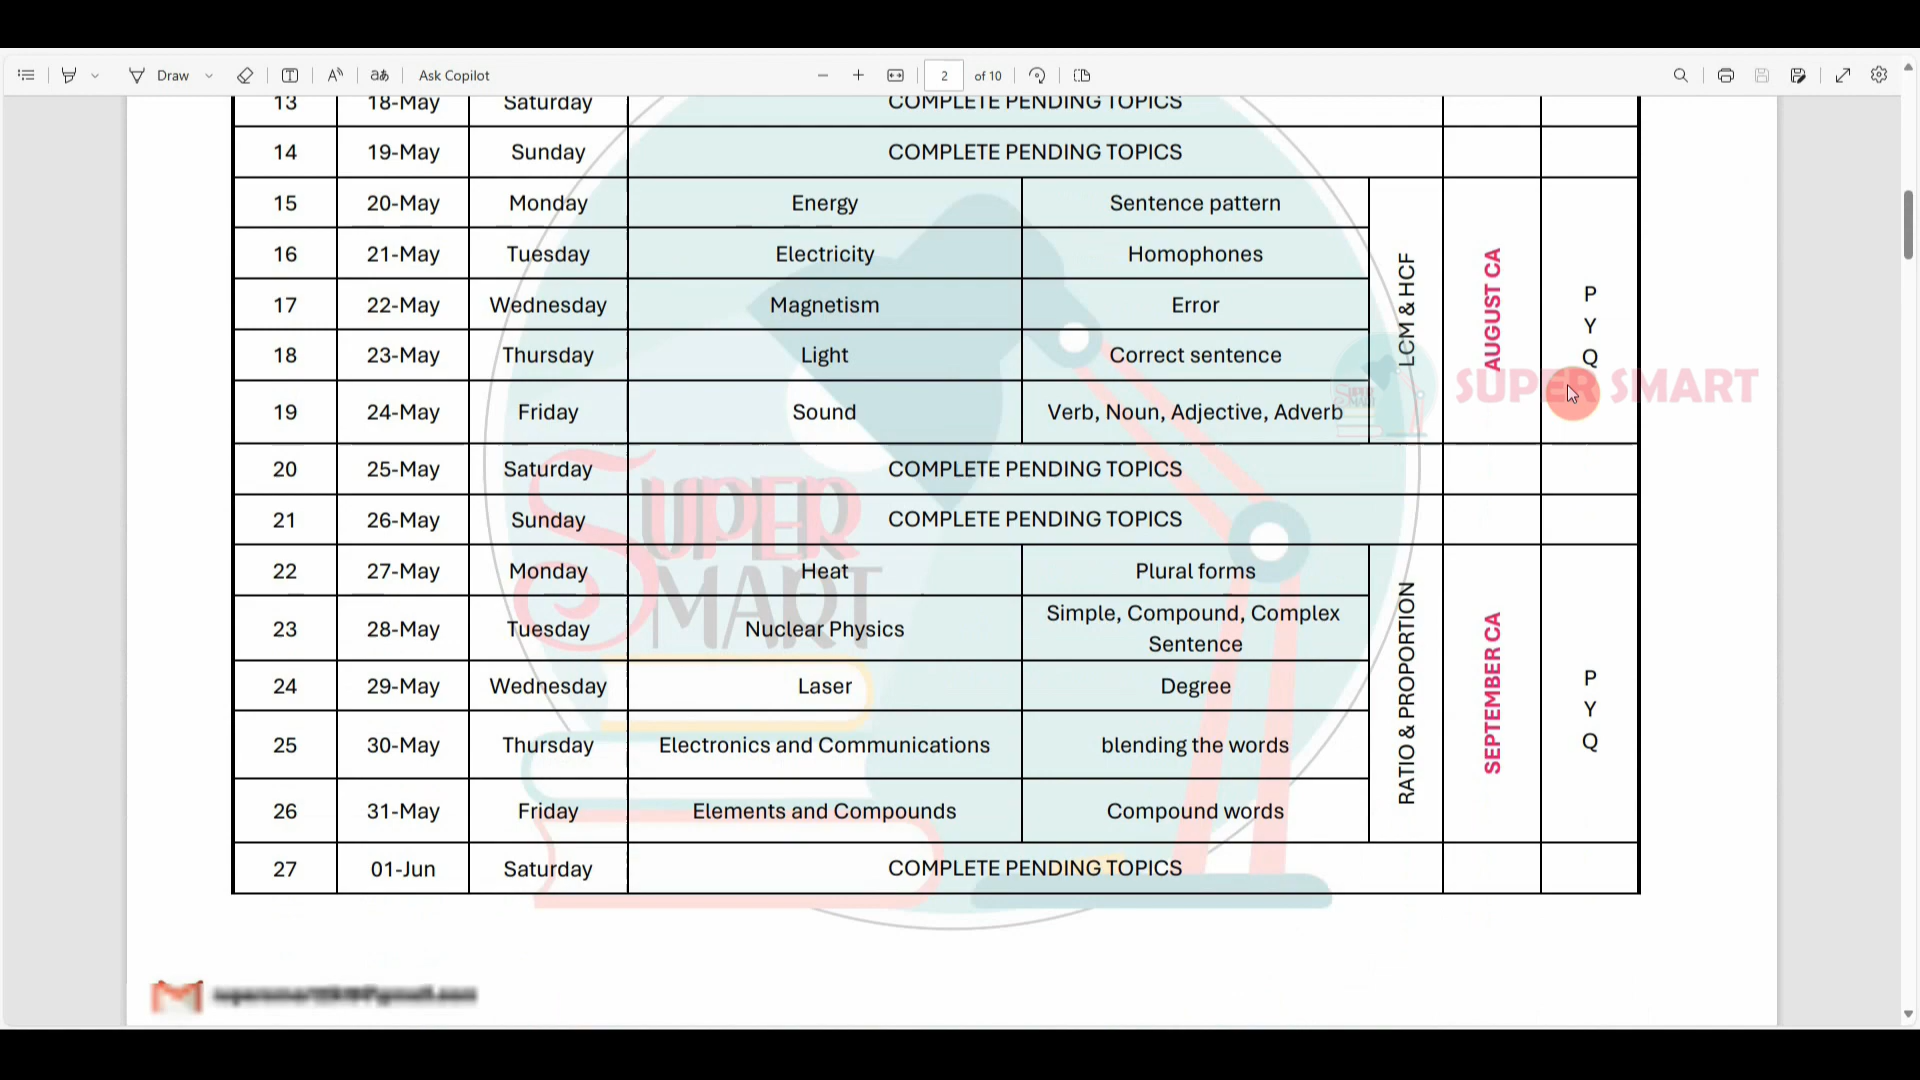 Draw
Ask Copilot
2 of 10
13 18-May Saturday COMPLETE PENDING TOPICS
14 19-May Sunday COMPLETE PENDING TOPICS
15 20-May Monday Energy Sentence pattern
16 21-May Tuesday Electricity Homophones
17 22-May Wednesday Magnetism Error
18 23-May Thursday Light Correct sentence
19 24-May Friday Sound Verb, Noun, Adjective, Adverb
LCM & HCF
AUGUST CA
P
Y
Q
SUPER SMART
20 25-May Saturday COMPLETE PENDING TOPICS
21 26-May Sunday COMPLETE PENDING TOPICS
SUPER
SMART
22 27-May Monday Heat Plural forms
23 28-May Tuesday Nuclear Physics Simple, Compound, Complex
Sentence
24 29-May Wednesday Laser Degree
25 30-May Thursday Electronics and Communications blending the words
26 31-May Friday Elements and Compounds Compound words
RATIO & PROPORTION
SEPTEMBER CA
P
Y
Q
27 01-Jun Saturday COMPLETE PENDING TOPICS